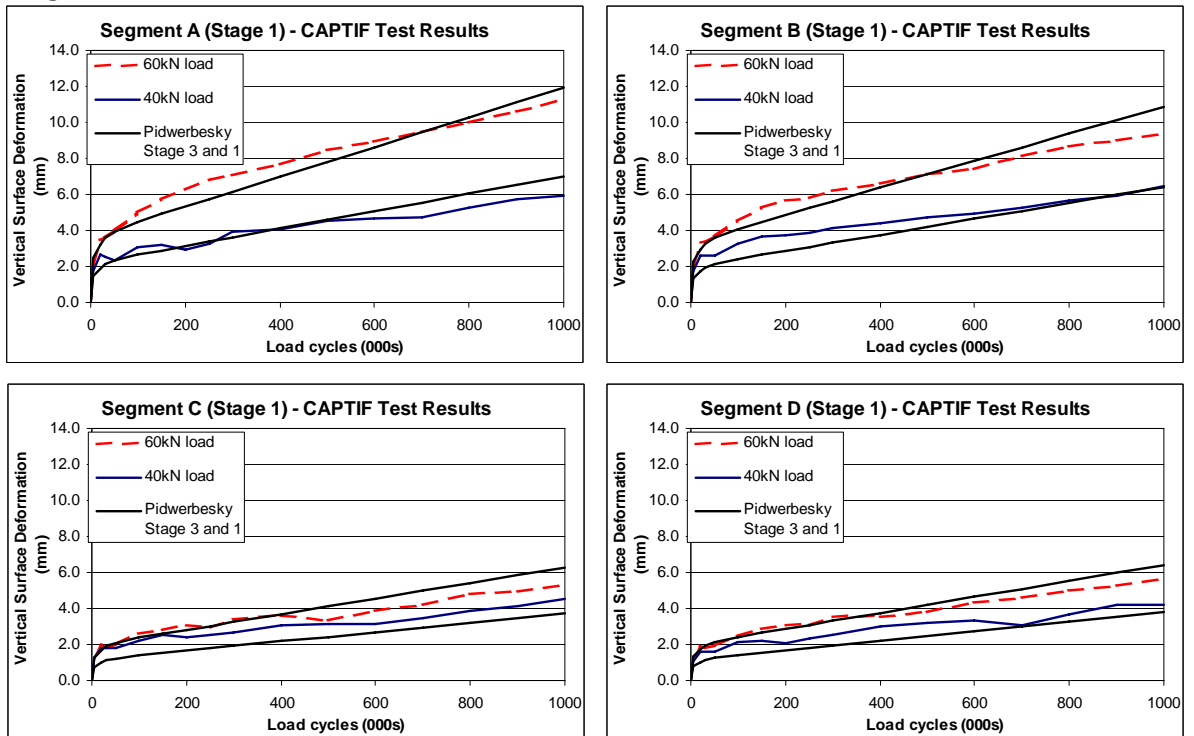 Segment A (Stage 1) - CAPTIF Test Results
14.0
12.0
10.0
8.0
6.0
4.0
2.0
0.0
Vertical Surface Deformation
(mm)
60kN load
40kN load
Pidwerbesky
Stage 3 and 1
0 200 400 600 800 1000
Load cycles (000s)
Segment B (Stage 1) - CAPTIF Test Results
14.0
12.0
10.0
8.0
6.0
4.0
2.0
0.0
Vertical Surface Deformation
(mm)
60kN load
40kN load
Pidwerbesky
Stage 3 and 1
0 200 400 600 800 1000
Load cycles (000s)
Segment C (Stage 1) - CAPTIF Test Results
14.0
12.0
10.0
8.0
6.0
4.0
2.0
0.0
Vertical Surface Deformation
(mm)
60kN load
40kN load
Pidwerbesky
Stage 3 and 1
0 200 400 600 800 1000
Load cycles (000s)
Segment D (Stage 1) - CAPTIF Test Results
14.0
12.0
10.0
8.0
6.0
4.0
2.0
0.0
Vertical Surface Deformation
(mm)
60kN load
40kN load
Pidwerbesky
Stage 3 and 1
0 200 400 600 800 1000
Load cycles (000s)